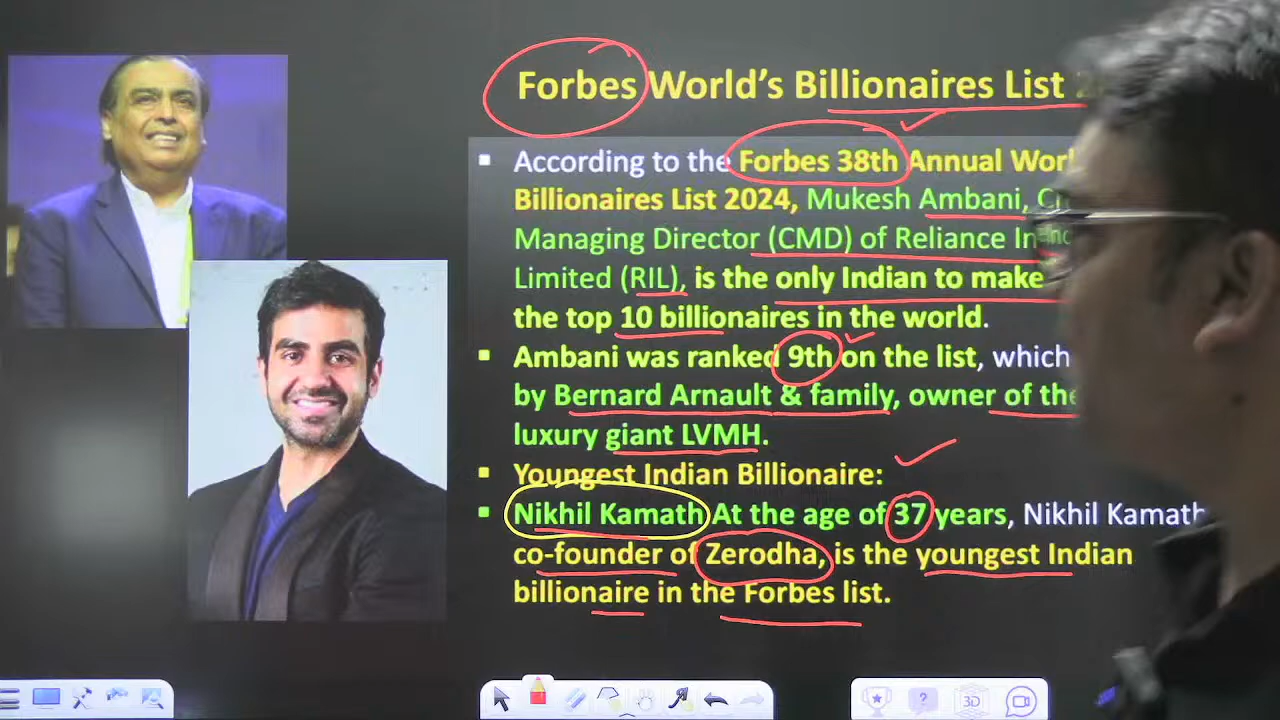 Forbes World's Billionaires List
According to the Forbes 38th Annual
Billionaires List 2024, Mukesh Ambani,
Managing Director (CMD) of Reliance
Limited (RIL), is the only Indian to make
the top 10 billionaires in the world.
Ambani was ranked 9th on the list, which
by Bernard Arnault & family, owner of the
luxury giant LVMH.
Youngest Indian Billionaire:
Nikhil Kamath At the age of 37 years, Nikhil Kamath
co-founder of Zerodha, is the youngest Indian
billionaire in the Forbes list.
3D